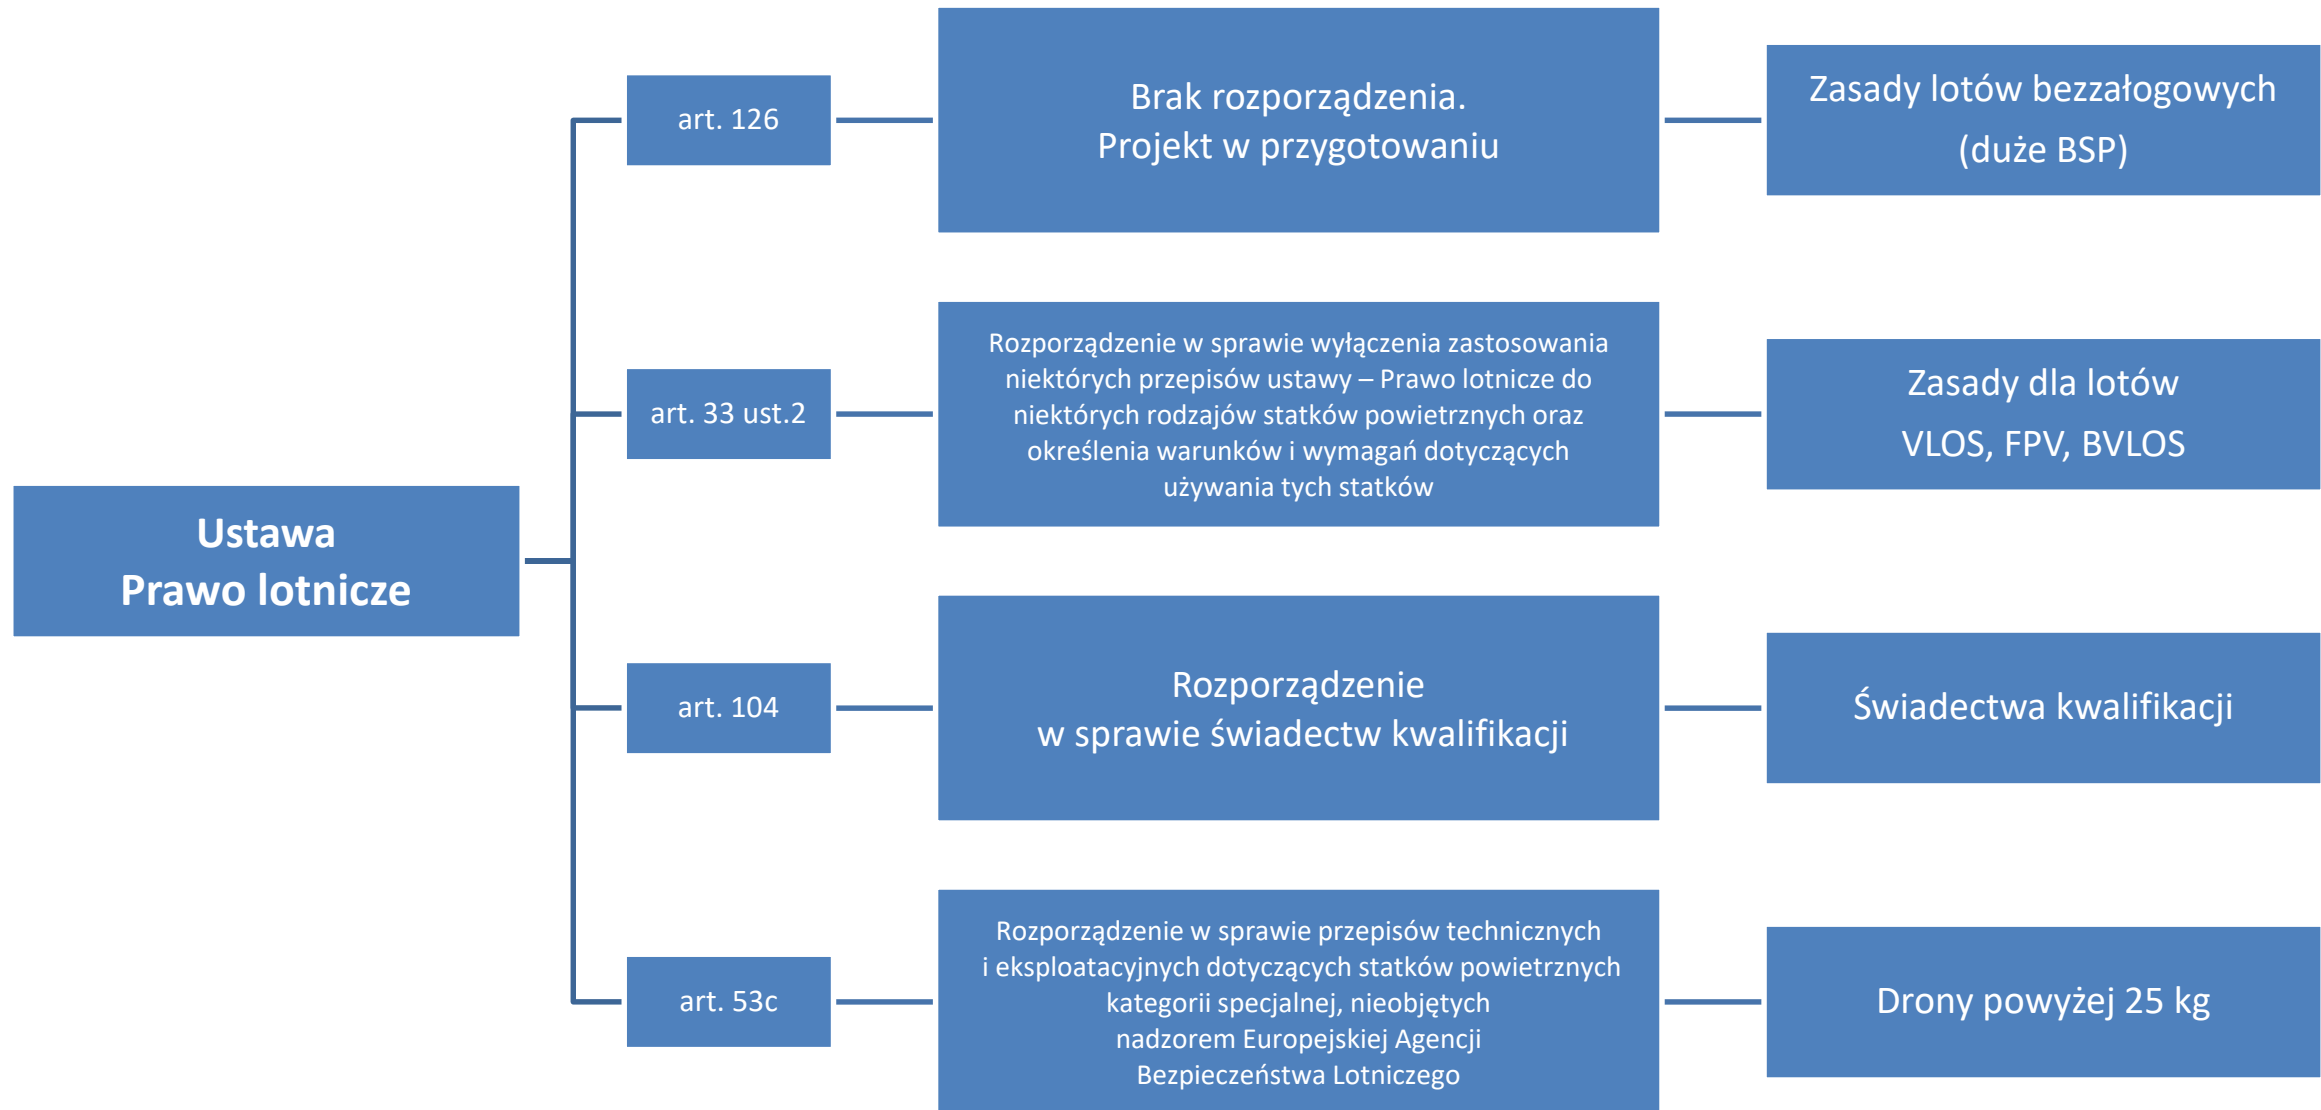 Ustawa
Prawo lotnicze
art. 126
Brak rozporządzenia.
Projekt w przygotowaniu
Zasady lotów bezzałogowych
(duże BSP)
art. 33 ust.2
Rozporządzenie w sprawie wyłączenia zastosowania
niektórych przepisów ustawy – Prawo lotnicze do
niektórych rodzajów statków powietrznych oraz
określenia warunków i wymagań dotyczących
używania tych statków
Zasady dla lotów
VLOS, FPV, BVLOS
art. 104
Rozporządzenie
w sprawie świadectw kwalifikacji
Świadectwa kwalifikacji
art. 53c
Rozporządzenie w sprawie przepisów technicznych
i eksploatacyjnych dotyczących statków powietrznych
kategorii specjalnej, nieobjętych
nadzorem Europejskiej Agencji
Bezpieczeństwa Lotniczego
Drony powyżej 25 kg